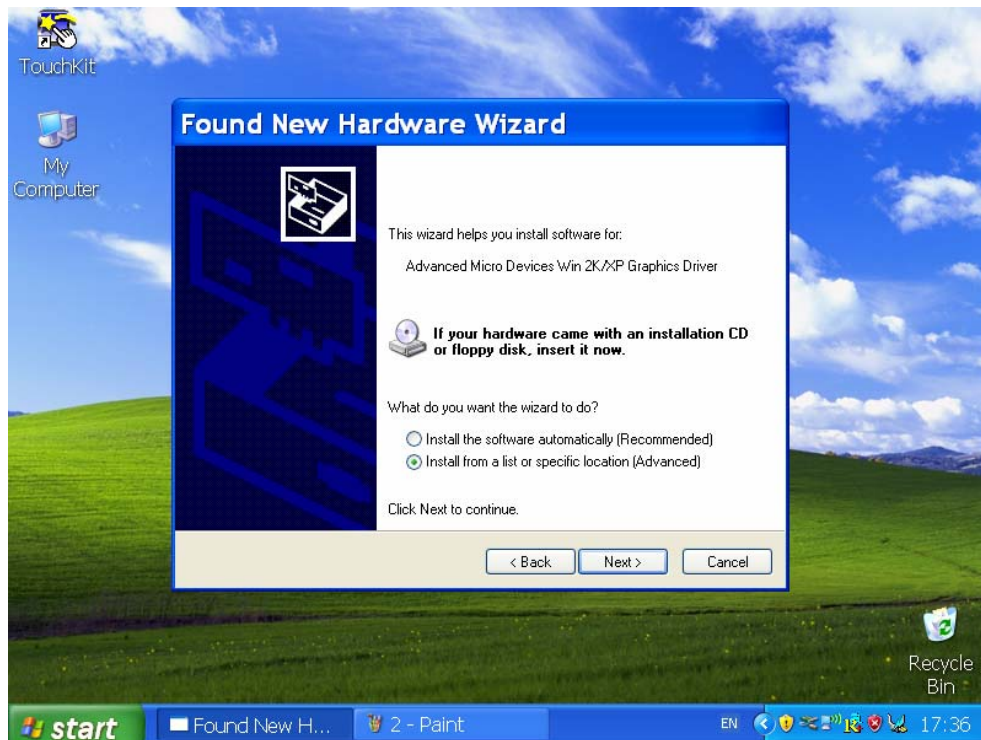 TouchKit
My
Computer
Found New Hardware Wizard
This wizard helps you install software for:
Advanced Micro Devices Win 2K/XP Graphics Driver
If your hardware came with an installation CD
or floppy disk, insert it now.
What do you want the wizard to do?
Install the software automatically (Recommended)
Install from a list or specific location (Advanced)
Click Next to continue.
< Back
Next >
Cancel
Recycle
Bin
start
Found New H...
2 - Paint
EN
17:36